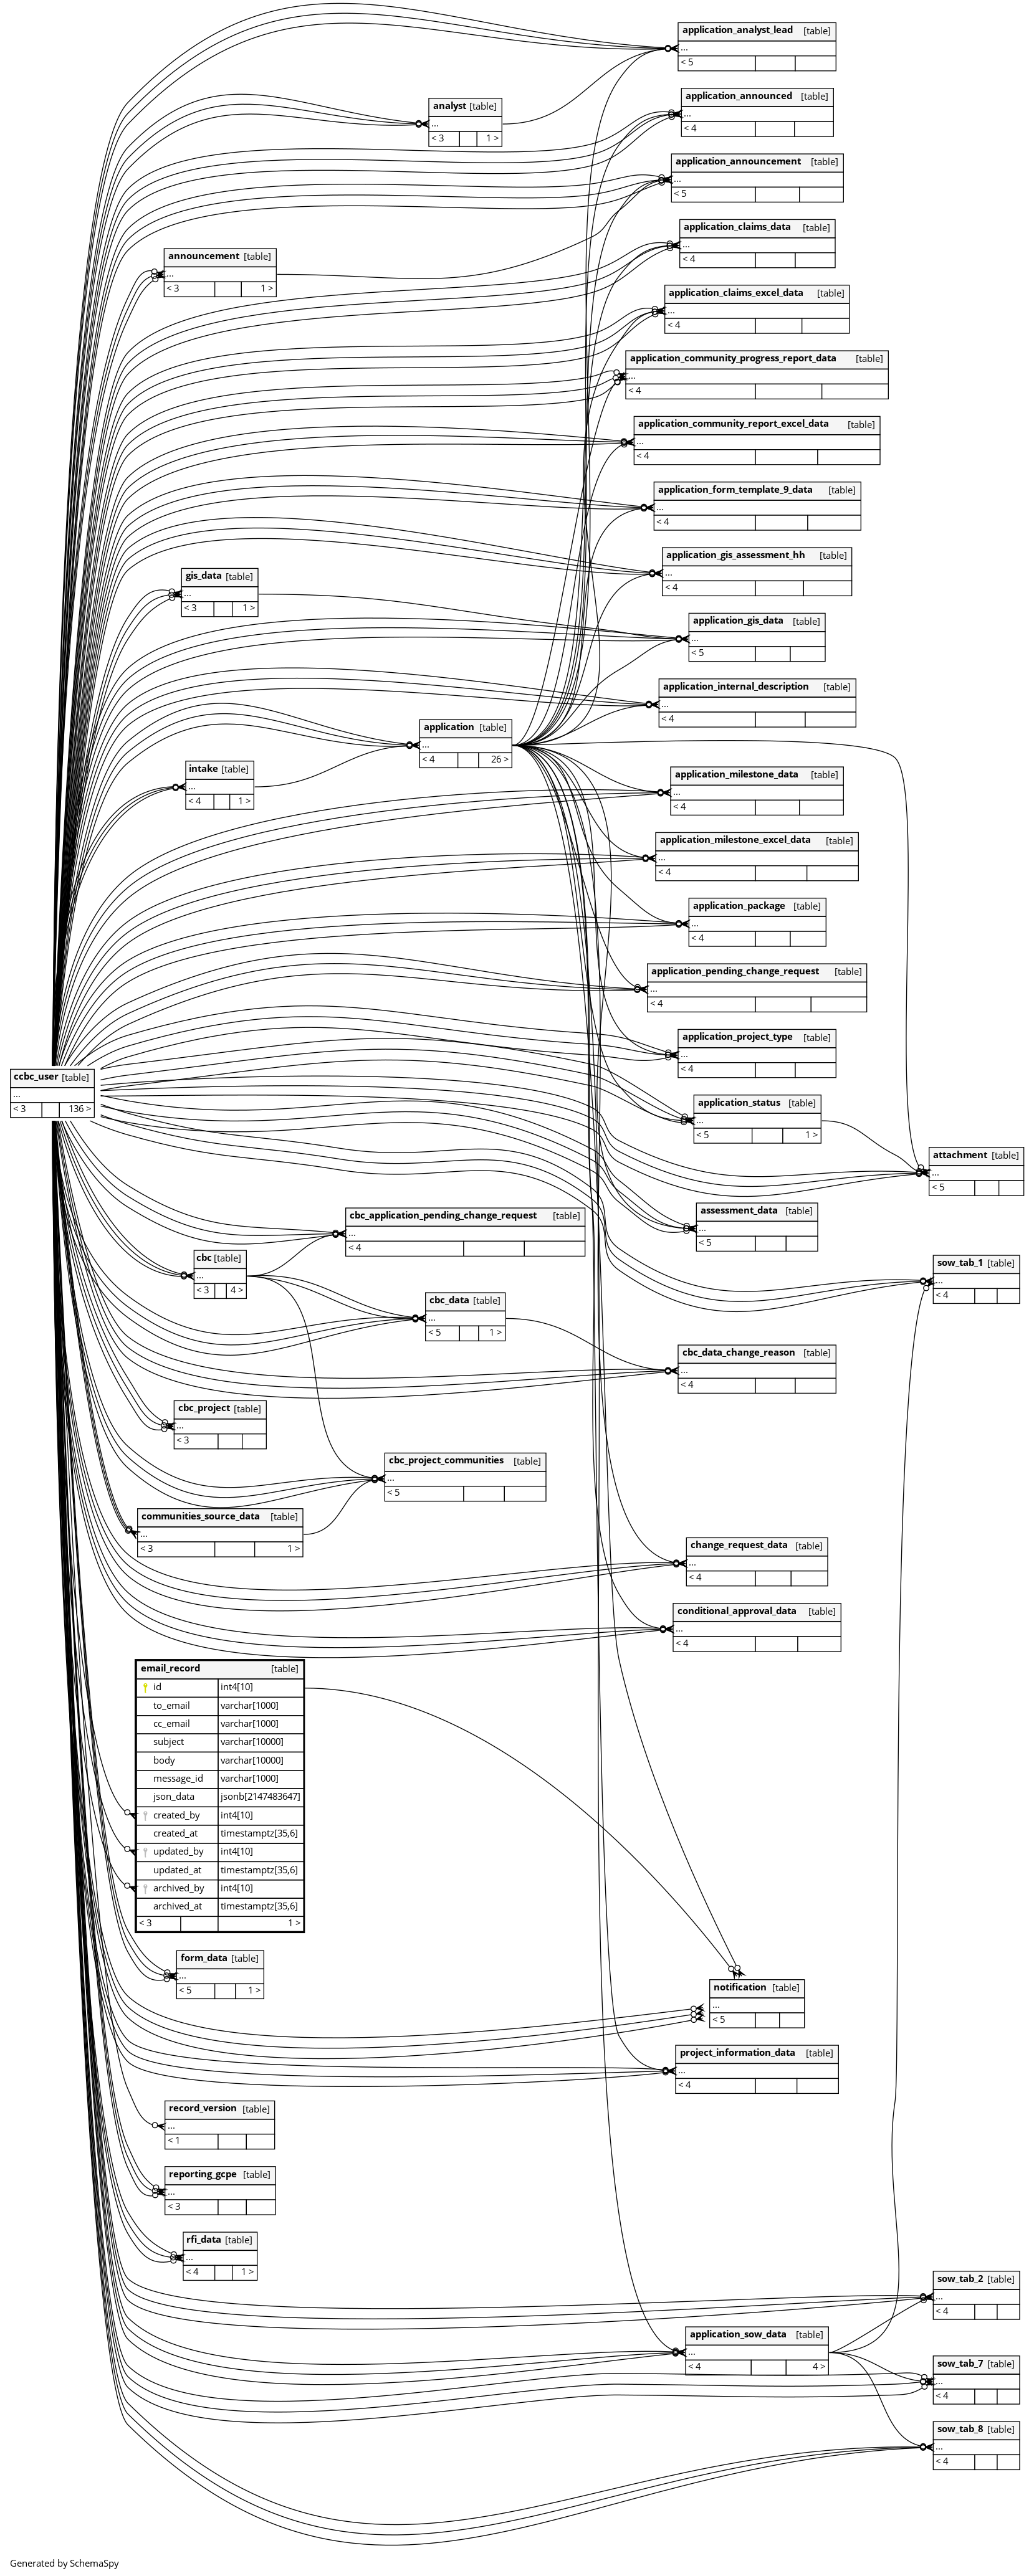 application_analyst_lead [table]
...
< 5
analyst [table]
...
< 3 1 >
application_announced [table]
...
< 4
application_announcement [table]
...
< 5
application_claims_data [table]
...
< 4
announcement [table]
...
< 3 1 >
application_claims_excel_data [table]
...
< 4
application_community_progress_report_data [table]
...
< 4
application_community_report_excel_data [table]
...
< 4
application_form_template_9_data [table]
...
< 4
application_gis_assessment_hh [table]
...
< 4
gis_data [table]
...
< 3 1 >
application_gis_data [table]
...
< 5
application_internal_description [table]
...
< 4
application [table]
...
< 4 26 >
intake [table]
...
< 4 1 >
application_milestone_data [table]
...
< 4
application_milestone_excel_data [table]
...
< 4
application_package [table]
...
< 4
application_pending_change_request [table]
...
< 4
application_project_type [table]
...
< 4
ccbc_user [table]
...
< 3 136 >
application_status [table]
...
< 5 1 >
attachment [table]
...
< 5
assessment_data [table]
...
< 5
cbc_application_pending_change_request [table]
...
< 4
cbc [table]
...
< 3 4 >
sow_tab_1 [table]
...
< 4
cbc_data [table]
...
< 5 1 >
cbc_data_change_reason [table]
...
< 4
cbc_project [table]
...
< 3
cbc_project_communities [table]
...
< 5
communities_source_data [table]
...
< 3 1 >
change_request_data [table]
...
< 4
conditional_approval_data [table]
...
< 4
email_record [table]
id int4[10]
to_email varchar[1000]
cc_email varchar[1000]
subject varchar[10000]
body varchar[10000]
message_id varchar[1000]
json_data jsonb[2147483647]
created_by int4[10]
created_at timestamptz[35,6]
updated_by int4[10]
updated_at timestamptz[35,6]
archived_by int4[10]
archived_at timestamptz[35,6]
< 3 1 >
form_data [table]
...
< 5 1 >
notification [table]
...
< 5
project_information_data [table]
...
< 4
record_version [table]
...
< 1
reporting_gcpe [table]
...
< 3
rfi_data [table]
...
< 4 1 >
sow_tab_2 [table]
...
< 4
application_sow_data [table]
...
< 4 4 >
sow_tab_7 [table]
...
< 4
sow_tab_8 [table]
...
< 4
Generated by SchemaSpy